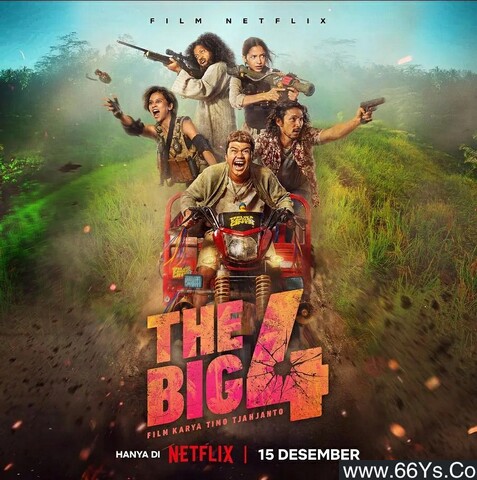 FILM NETFLIX
THE
BIG 4
FILM KARYA TIMO TJAHJANTO
HANYA DI NETFLIX | 15 DESEMBER
www.66Ys.Co